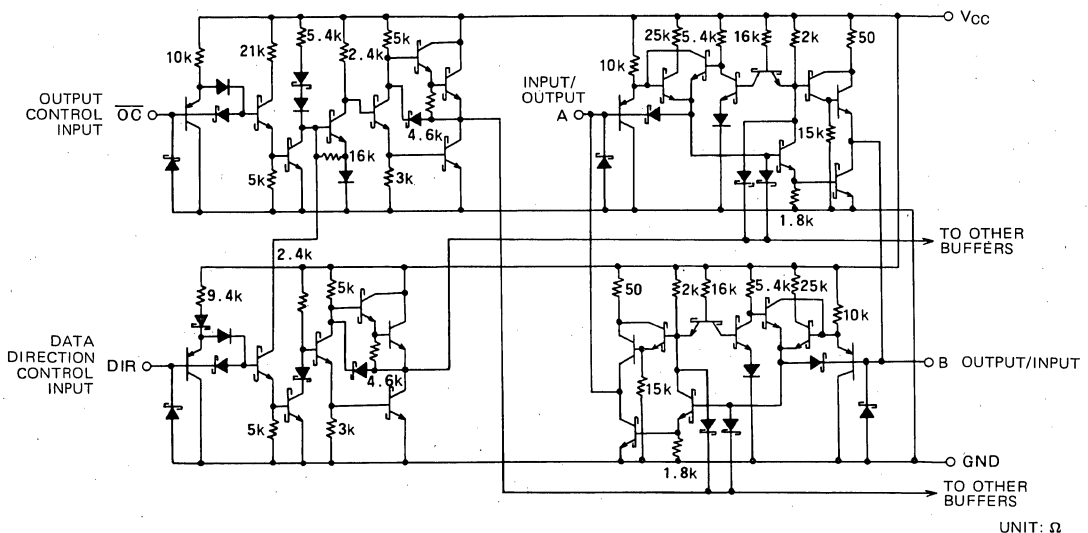 V_CC
10k
21k
5.4k
2.4k
5k
4.6k
16k
5k
3k
OUTPUT
CONTROL
INPUT
O̅C̅
INPUT/
OUTPUT
A
10k
25k
5.4k
16k
2k
50
15k
1.8k
TO OTHER
BUFFERS
2.4k
9.4k
5k
4.6k
5k
3k
DATA
DIRECTION
CONTROL
INPUT
DIR
50
2k
16k
5.4k
25k
10k
15k
1.8k
B OUTPUT/INPUT
GND
TO OTHER
BUFFERS
UNIT: Ω